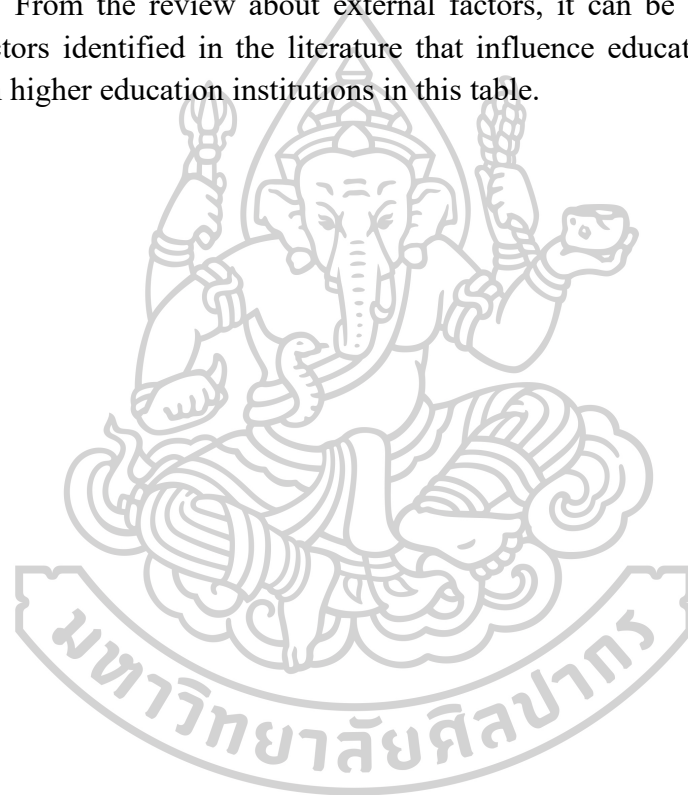 From the review about external factors, it can be
ctors identified in the literature that influence educat
higher education institutions in this table.
มหาวิทยาลัยศิลปากร